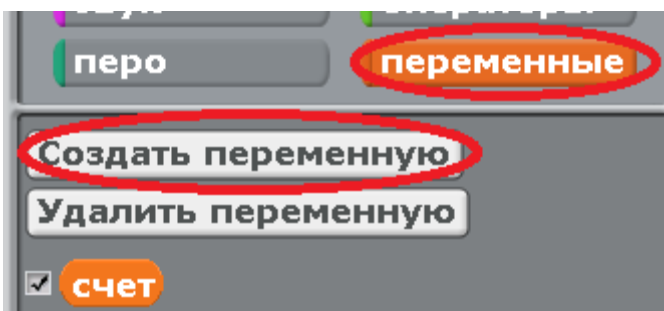 перо переменные
Создать переменную
Удалить переменную
счет